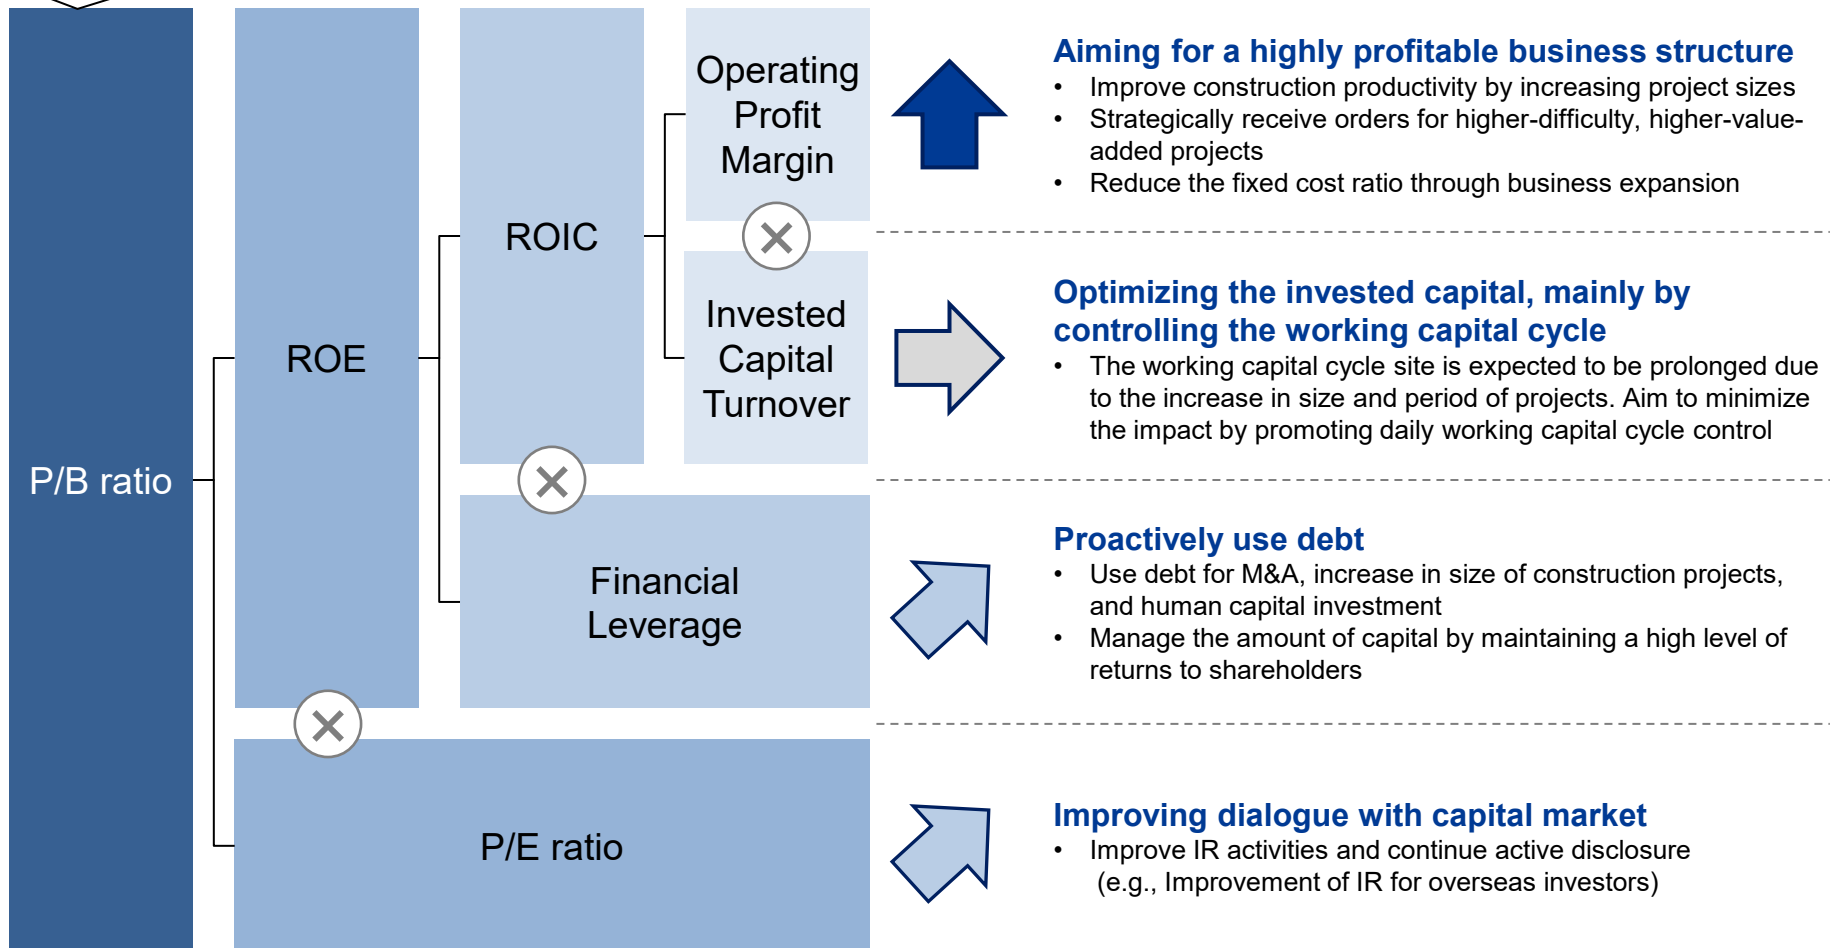 P/B ratio
ROE
ROIC
Operating
Profit
Margin
Invested
Capital
Turnover
Financial
Leverage
P/E ratio
Aiming for a highly profitable business structure
• Improve construction productivity by increasing project sizes
• Strategically receive orders for higher-difficulty, higher-value-
added projects
• Reduce the fixed cost ratio through business expansion
Optimizing the invested capital, mainly by
controlling the working capital cycle
• The working capital cycle site is expected to be prolonged due
to the increase in size and period of projects. Aim to minimize
the impact by promoting daily working capital cycle control
Proactively use debt
• Use debt for M&A, increase in size of construction projects,
and human capital investment
• Manage the amount of capital by maintaining a high level of
returns to shareholders
Improving dialogue with capital market
• Improve IR activities and continue active disclosure
(e.g., Improvement of IR for overseas investors)